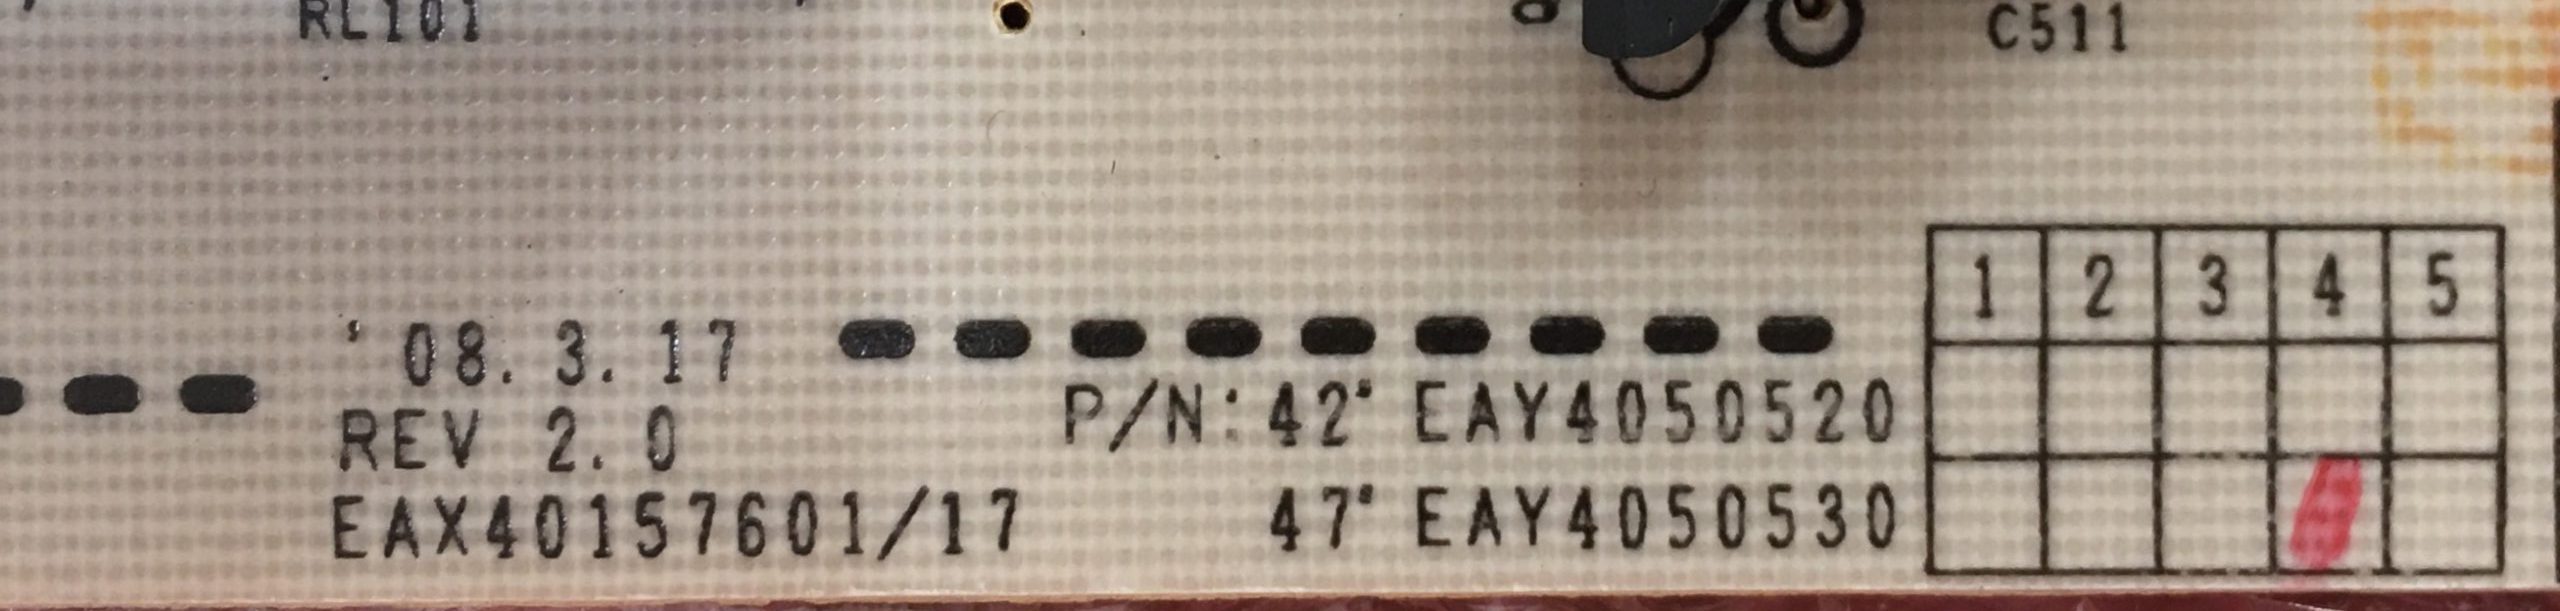 RL101
C511
1 2 3 4 5
'08. 3. 17
REV 2. 0
EAX40157601/17
P/N: 42" EAY4050520
47" EAY4050530